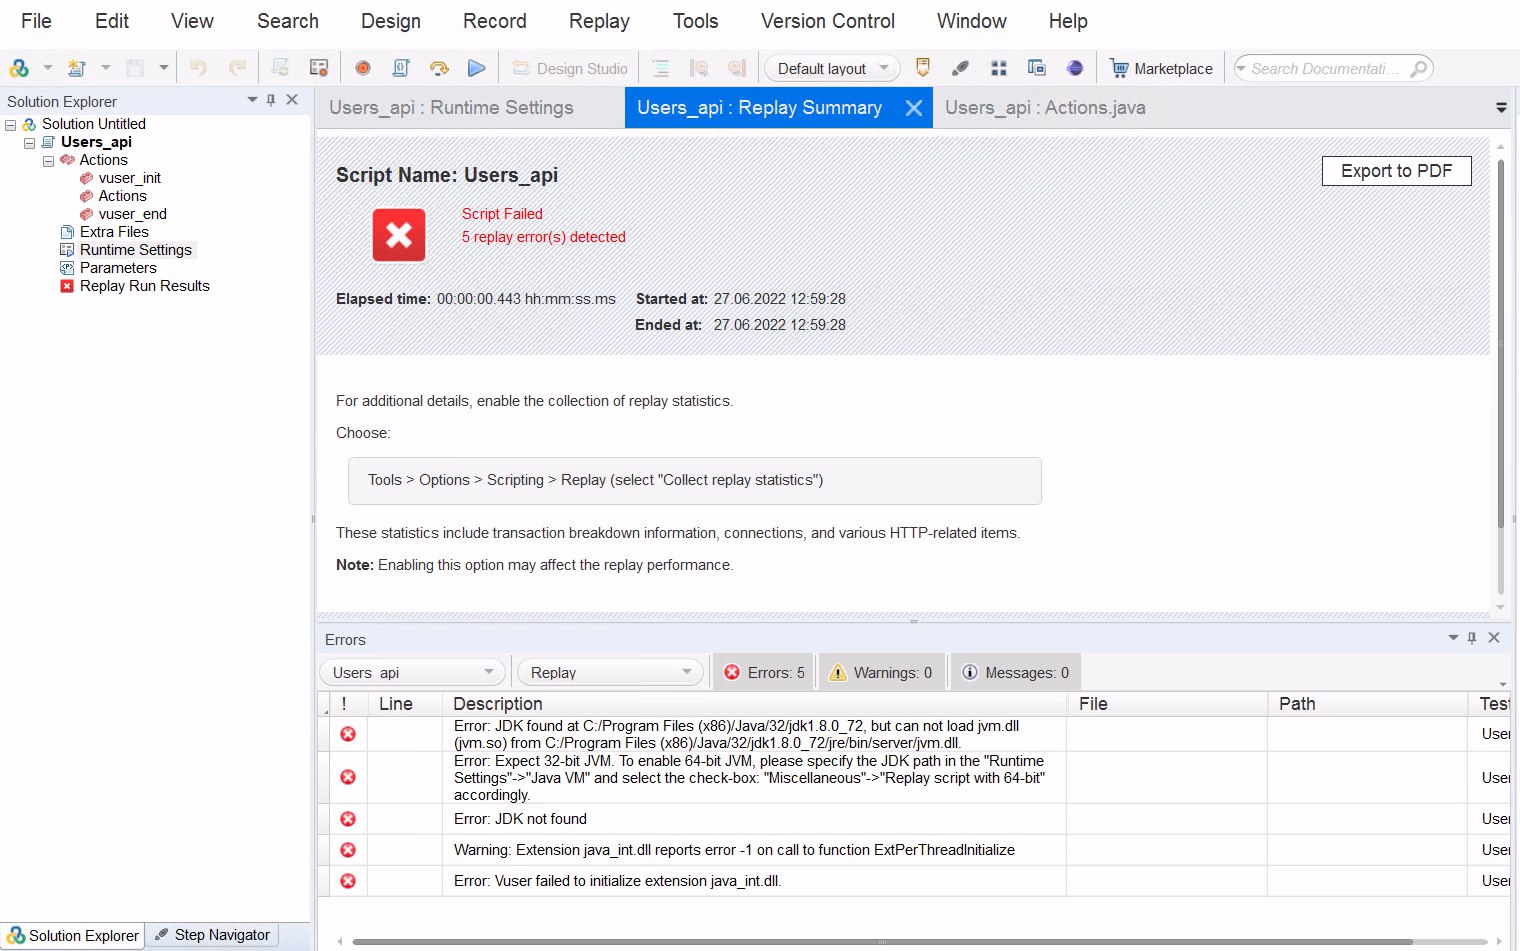 File Edit View Search Design Record Replay Tools Version Control Window Help
Design Studio Default layout Marketplace Search Documentati...
Solution Explorer
Solution Untitled
Users_api
Actions
vuser_init
Actions
vuser_end
Extra Files
Runtime Settings
Parameters
Replay Run Results
Solution Explorer Step Navigator
Users_api : Runtime Settings Users_api : Replay Summary Users_api : Actions.java
Script Name: Users_api
Export to PDF
Script Failed
5 replay error(s) detected
Elapsed time: 00:00:00.443 hh:mm:ss.ms Started at: 27.06.2022 12:59:28
Ended at: 27.06.2022 12:59:28
For additional details, enable the collection of replay statistics.
Choose:
Tools > Options > Scripting > Replay (select "Collect replay statistics")
These statistics include transaction breakdown information, connections, and various HTTP-related items.
Note: Enabling this option may affect the replay performance.
Errors
Users_api Replay Errors: 5 Warnings: 0 Messages: 0
! Line Description File Path Test
Error: JDK found at C:/Program Files (x86)/Java/32/jdk1.8.0_72, but can not load jvm.dll
(jvm.so) from C:/Program Files (x86)/Java/32/jdk1.8.0_72/jre/bin/server/jvm.dll.
User
Error: Expect 32-bit JVM. To enable 64-bit JVM, please specify the JDK path in the "Runtime
Settings"->"Java VM" and select the check-box: "Miscellaneous"->"Replay script with 64-bit"
accordingly.
User
Error: JDK not found User
Warning: Extension java_int.dll reports error -1 on call to function ExtPerThreadInitialize User
Error: Vuser failed to initialize extension java_int.dll. User